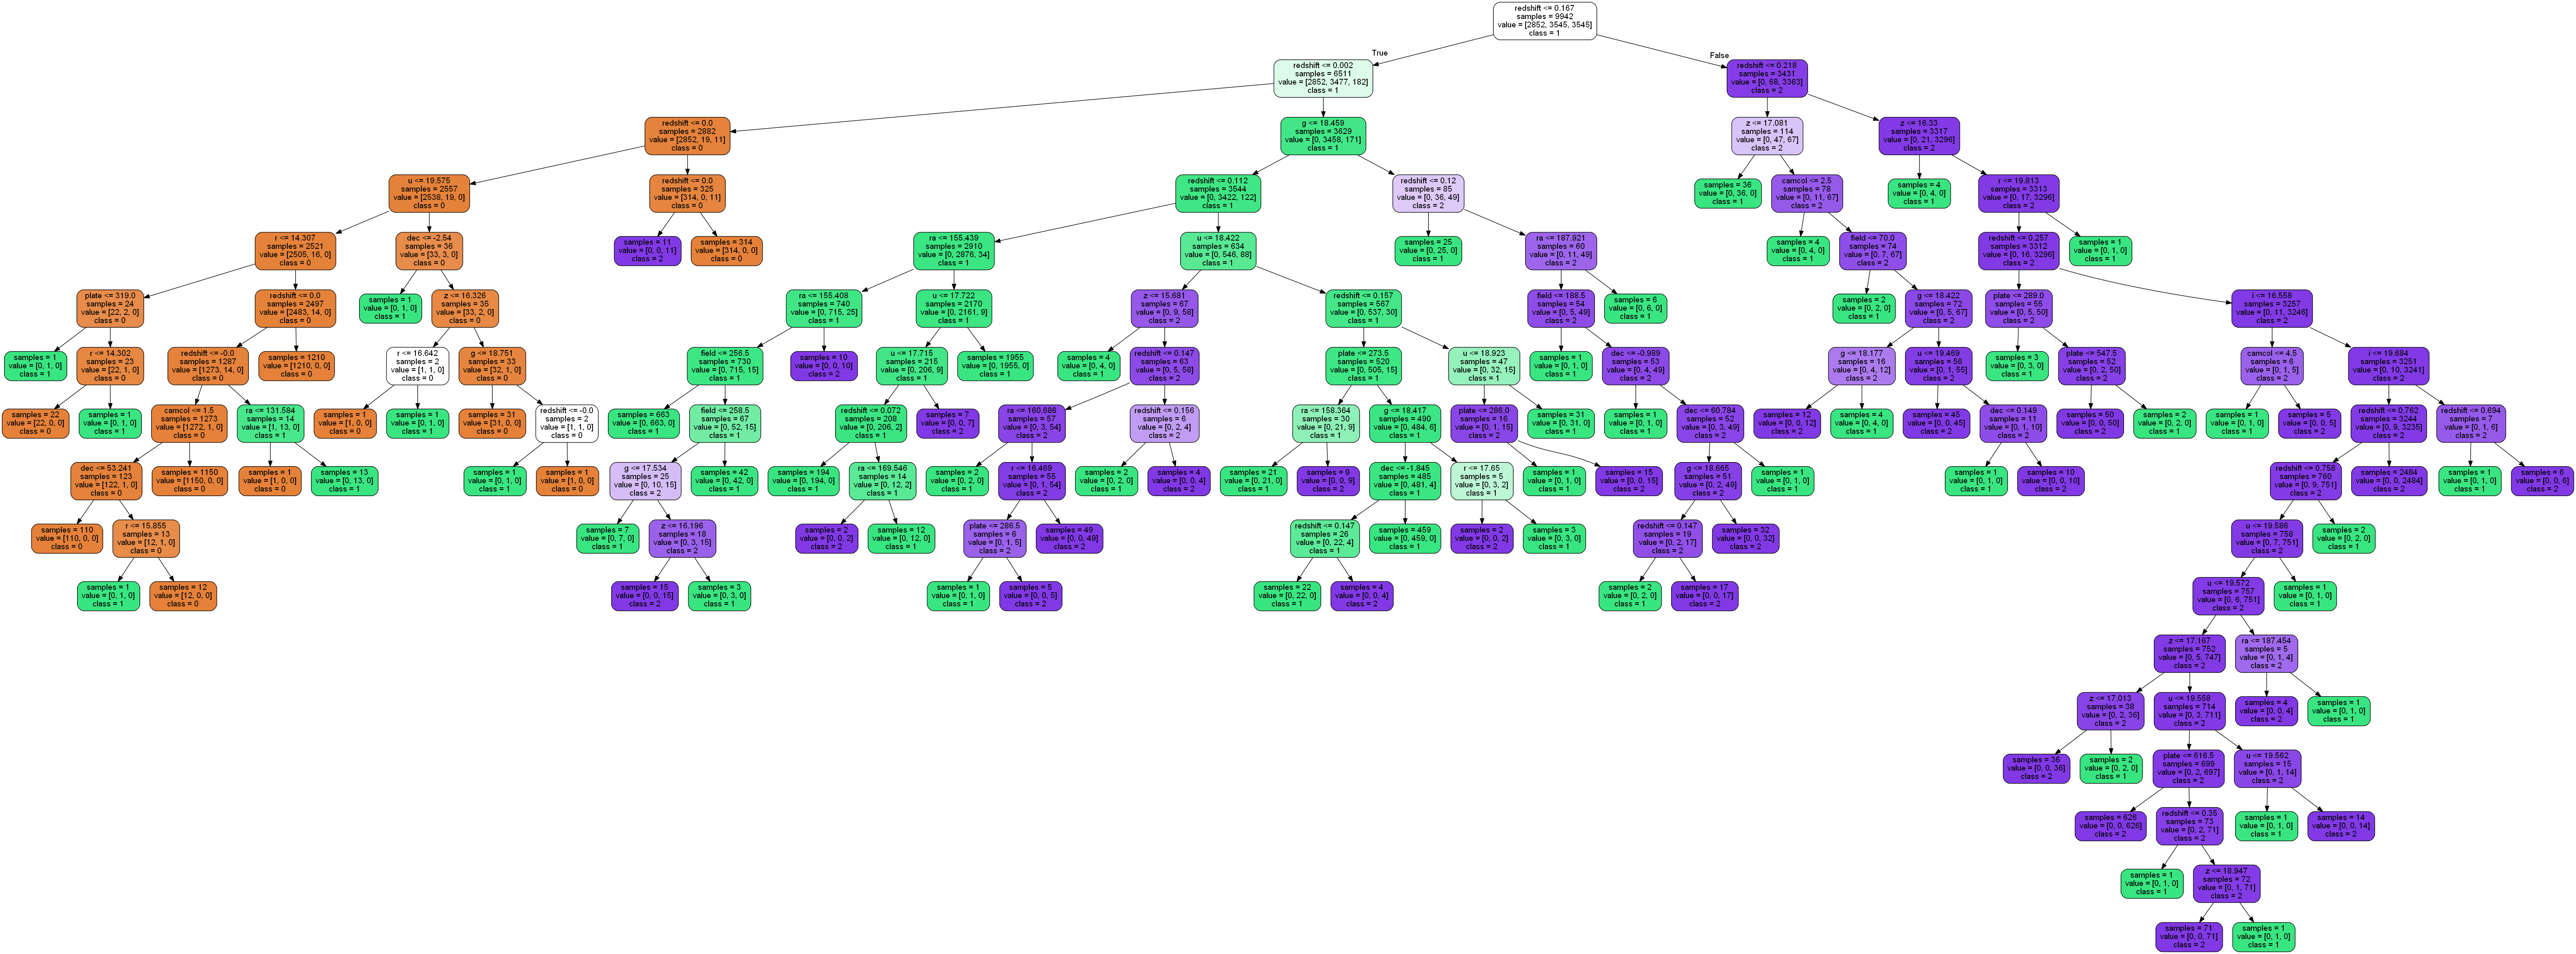 redshift <= 0.167
samples = 9942
value = [2852, 3545, 3545]
class = 1
True
False
redshift <= 0.002
samples = 6511
value = [2852, 3477, 182]
class = 1
redshift <= 0.218
samples = 3431
value = [0, 68, 3363]
class = 2
redshift <= 0.0
samples = 2882
value = [2852, 19, 11]
class = 0
g <= 18.459
samples = 3629
value = [0, 3458, 171]
class = 1
z <= 17.081
samples = 114
value = [0, 47, 67]
class = 2
z <= 16.33
samples = 3317
value = [0, 21, 3296]
class = 2
u <= 19.575
samples = 2557
value = [2538, 19, 0]
class = 0
redshift <= 0.0
samples = 325
value = [314, 0, 11]
class = 0
redshift <= 0.112
samples = 3544
value = [0, 3422, 122]
class = 1
redshift <= 0.12
samples = 85
value = [0, 36, 49]
class = 2
samples = 36
value = [0, 36, 0]
class = 1
camcol <= 2.5
samples = 78
value = [0, 11, 67]
class = 2
samples = 4
value = [0, 4, 0]
class = 1
r <= 19.813
samples = 3313
value = [0, 17, 3296]
class = 2
r <= 14.307
samples = 2521
value = [2505, 16, 0]
class = 0
dec <= -2.54
samples = 36
value = [33, 3, 0]
class = 0
samples = 11
value = [0, 0, 11]
class = 2
samples = 314
value = [314, 0, 0]
class = 0
ra <= 155.439
samples = 2910
value = [0, 2876, 34]
class = 1
u <= 18.422
samples = 634
value = [0, 546, 88]
class = 1
samples = 25
value = [0, 25, 0]
class = 1
ra <= 187.921
samples = 60
value = [0, 11, 49]
class = 2
samples = 4
value = [0, 4, 0]
class = 1
field <= 70.0
samples = 74
value = [0, 7, 67]
class = 2
redshift <= 0.257
samples = 3312
value = [0, 16, 3296]
class = 2
samples = 1
value = [0, 1, 0]
class = 1
plate <= 319.0
samples = 24
value = [22, 2, 0]
class = 0
redshift <= 0.0
samples = 2497
value = [2483, 14, 0]
class = 0
samples = 1
value = [0, 1, 0]
class = 1
z <= 16.326
samples = 35
value = [33, 2, 0]
class = 0
ra <= 155.408
samples = 740
value = [0, 715, 25]
class = 1
u <= 17.722
samples = 2170
value = [0, 2161, 9]
class = 1
z <= 15.681
samples = 67
value = [0, 9, 58]
class = 2
redshift <= 0.157
samples = 567
value = [0, 537, 30]
class = 1
field <= 188.5
samples = 54
value = [0, 5, 49]
class = 2
samples = 6
value = [0, 6, 0]
class = 1
samples = 2
value = [0, 2, 0]
class = 1
g <= 18.422
samples = 72
value = [0, 5, 67]
class = 2
plate <= 289.0
samples = 55
value = [0, 5, 50]
class = 2
i <= 16.558
samples = 3257
value = [0, 11, 3246]
class = 2
samples = 1
value = [0, 1, 0]
class = 1
r <= 14.302
samples = 23
value = [22, 1, 0]
class = 0
redshift <= -0.0
samples = 1287
value = [1273, 14, 0]
class = 0
samples = 1210
value = [1210, 0, 0]
class = 0
r <= 16.642
samples = 2
value = [1, 1, 0]
class = 0
g <= 18.751
samples = 33
value = [32, 1, 0]
class = 0
field <= 256.5
samples = 730
value = [0, 715, 15]
class = 1
samples = 10
value = [0, 0, 10]
class = 2
u <= 17.715
samples = 215
value = [0, 206, 9]
class = 1
samples = 1955
value = [0, 1955, 0]
class = 1
samples = 4
value = [0, 4, 0]
class = 1
redshift <= 0.147
samples = 63
value = [0, 5, 58]
class = 2
plate <= 273.5
samples = 520
value = [0, 505, 15]
class = 1
u <= 18.923
samples = 47
value = [0, 32, 15]
class = 1
samples = 1
value = [0, 1, 0]
class = 1
dec <= -0.989
samples = 53
value = [0, 4, 49]
class = 2
g <= 18.177
samples = 16
value = [0, 4, 12]
class = 2
u <= 19.469
samples = 56
value = [0, 1, 55]
class = 2
samples = 3
value = [0, 3, 0]
class = 1
plate <= 547.5
samples = 52
value = [0, 2, 50]
class = 2
camcol <= 4.5
samples = 6
value = [0, 1, 5]
class = 2
i <= 19.684
samples = 3251
value = [0, 10, 3241]
class = 2
samples = 22
value = [22, 0, 0]
class = 0
samples = 1
value = [0, 1, 0]
class = 1
camcol <= 1.5
samples = 1273
value = [1272, 1, 0]
class = 0
ra <= 131.584
samples = 14
value = [1, 13, 0]
class = 1
samples = 1
value = [1, 0, 0]
class = 0
samples = 1
value = [0, 1, 0]
class = 1
samples = 31
value = [31, 0, 0]
class = 0
redshift <= -0.0
samples = 2
value = [1, 1, 0]
class = 0
samples = 663
value = [0, 663, 0]
class = 1
field <= 258.5
samples = 67
value = [0, 52, 15]
class = 1
redshift <= 0.072
samples = 208
value = [0, 206, 2]
class = 1
samples = 7
value = [0, 0, 7]
class = 2
ra <= 160.686
samples = 57
value = [0, 3, 54]
class = 2
redshift <= 0.156
samples = 6
value = [0, 2, 4]
class = 2
ra <= 158.364
samples = 30
value = [0, 21, 9]
class = 1
g <= 18.417
samples = 490
value = [0, 484, 6]
class = 1
plate <= 286.0
samples = 16
value = [0, 1, 15]
class = 2
samples = 31
value = [0, 31, 0]
class = 1
samples = 1
value = [0, 1, 0]
class = 1
dec <= 60.784
samples = 52
value = [0, 3, 49]
class = 2
samples = 12
value = [0, 0, 12]
class = 2
samples = 4
value = [0, 4, 0]
class = 1
samples = 45
value = [0, 0, 45]
class = 2
dec <= 0.149
samples = 11
value = [0, 1, 10]
class = 2
samples = 50
value = [0, 0, 50]
class = 2
samples = 2
value = [0, 2, 0]
class = 1
samples = 1
value = [0, 1, 0]
class = 1
samples = 5
value = [0, 0, 5]
class = 2
redshift <= 0.762
samples = 3244
value = [0, 9, 3235]
class = 2
redshift <= 0.694
samples = 7
value = [0, 1, 6]
class = 2
dec <= 53.241
samples = 123
value = [122, 1, 0]
class = 0
samples = 1150
value = [1150, 0, 0]
class = 0
samples = 1
value = [1, 0, 0]
class = 0
samples = 13
value = [0, 13, 0]
class = 1
samples = 1
value = [0, 1, 0]
class = 1
samples = 1
value = [1, 0, 0]
class = 0
g <= 17.534
samples = 25
value = [0, 10, 15]
class = 2
samples = 42
value = [0, 42, 0]
class = 1
samples = 194
value = [0, 194, 0]
class = 1
ra <= 169.546
samples = 14
value = [0, 12, 2]
class = 1
samples = 2
value = [0, 2, 0]
class = 1
r <= 16.469
samples = 55
value = [0, 1, 54]
class = 2
samples = 2
value = [0, 2, 0]
class = 1
samples = 4
value = [0, 0, 4]
class = 2
samples = 21
value = [0, 21, 0]
class = 1
samples = 9
value = [0, 0, 9]
class = 2
dec <= -1.845
samples = 485
value = [0, 481, 4]
class = 1
r <= 17.65
samples = 5
value = [0, 3, 2]
class = 1
samples = 1
value = [0, 1, 0]
class = 1
samples = 15
value = [0, 0, 15]
class = 2
g <= 18.665
samples = 51
value = [0, 2, 49]
class = 2
samples = 1
value = [0, 1, 0]
class = 1
samples = 1
value = [0, 1, 0]
class = 1
samples = 10
value = [0, 0, 10]
class = 2
redshift <= 0.758
samples = 760
value = [0, 9, 751]
class = 2
samples = 2484
value = [0, 0, 2484]
class = 2
samples = 1
value = [0, 1, 0]
class = 1
samples = 6
value = [0, 0, 6]
class = 2
samples = 110
value = [110, 0, 0]
class = 0
r <= 15.855
samples = 13
value = [12, 1, 0]
class = 0
samples = 7
value = [0, 7, 0]
class = 1
z <= 16.196
samples = 18
value = [0, 3, 15]
class = 2
samples = 2
value = [0, 0, 2]
class = 2
samples = 12
value = [0, 12, 0]
class = 1
plate <= 286.5
samples = 6
value = [0, 1, 5]
class = 2
samples = 49
value = [0, 0, 49]
class = 2
redshift <= 0.147
samples = 26
value = [0, 22, 4]
class = 1
samples = 459
value = [0, 459, 0]
class = 1
samples = 2
value = [0, 0, 2]
class = 2
samples = 3
value = [0, 3, 0]
class = 1
redshift <= 0.147
samples = 19
value = [0, 2, 17]
class = 2
samples = 32
value = [0, 0, 32]
class = 2
u <= 19.586
samples = 758
value = [0, 7, 751]
class = 2
samples = 2
value = [0, 2, 0]
class = 1
samples = 1
value = [0, 1, 0]
class = 1
samples = 12
value = [12, 0, 0]
class = 0
samples = 15
value = [0, 0, 15]
class = 2
samples = 3
value = [0, 3, 0]
class = 1
samples = 1
value = [0, 1, 0]
class = 1
samples = 5
value = [0, 0, 5]
class = 2
samples = 22
value = [0, 22, 0]
class = 1
samples = 4
value = [0, 0, 4]
class = 2
samples = 2
value = [0, 2, 0]
class = 1
samples = 17
value = [0, 0, 17]
class = 2
u <= 19.572
samples = 757
value = [0, 6, 751]
class = 2
samples = 1
value = [0, 1, 0]
class = 1
z <= 17.167
samples = 752
value = [0, 5, 747]
class = 2
ra <= 187.454
samples = 5
value = [0, 1, 4]
class = 2
z <= 17.013
samples = 38
value = [0, 2, 36]
class = 2
u <= 19.558
samples = 714
value = [0, 3, 711]
class = 2
samples = 4
value = [0, 0, 4]
class = 2
samples = 1
value = [0, 1, 0]
class = 1
samples = 36
value = [0, 0, 36]
class = 2
samples = 2
value = [0, 2, 0]
class = 1
plate <= 616.5
samples = 699
value = [0, 2, 697]
class = 2
u <= 19.562
samples = 15
value = [0, 1, 14]
class = 2
samples = 626
value = [0, 0, 626]
class = 2
redshift <= 0.35
samples = 73
value = [0, 2, 71]
class = 2
samples = 1
value = [0, 1, 0]
class = 1
samples = 14
value = [0, 0, 14]
class = 2
samples = 1
value = [0, 1, 0]
class = 1
z <= 18.947
samples = 72
value = [0, 1, 71]
class = 2
samples = 71
value = [0, 0, 71]
class = 2
samples = 1
value = [0, 1, 0]
class = 1